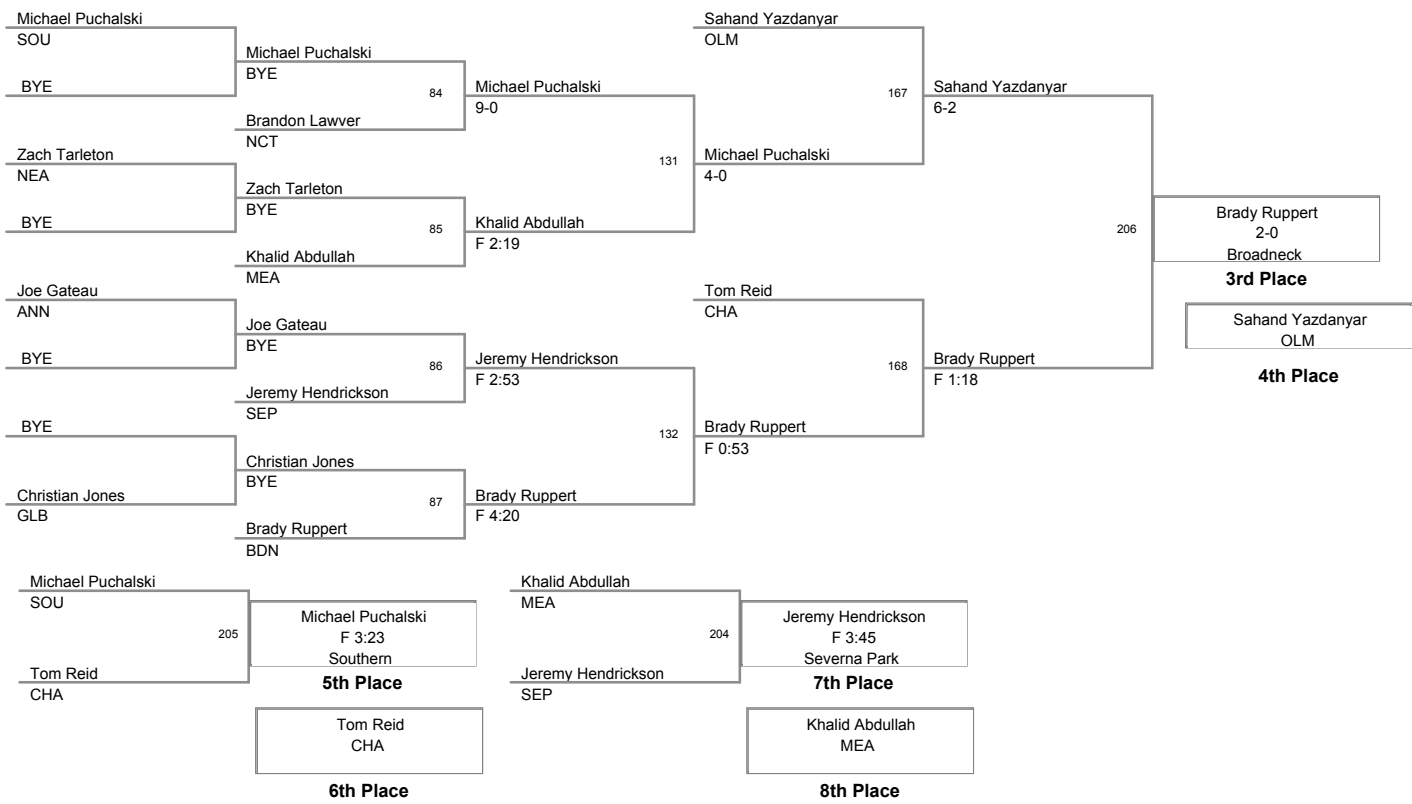 Michael Puchalski
SOU
BYE
Zach Tarleton
NEA
BYE
Joe Gateau
ANN
BYE
BYE
Christian Jones
GLB
Michael Puchalski
BYE
84
Brandon Lawver
NCT
Zach Tarleton
BYE
85
Khalid Abdullah
MEA
Joe Gateau
BYE
86
Jeremy Hendrickson
SEP
Christian Jones
BYE
87
Brady Ruppert
BDN
Michael Puchalski
9-0
131
Khalid Abdullah
F 2:19
Jeremy Hendrickson
F 2:53
132
Brady Ruppert
F 4:20
Sahand Yazdanyar
OLM
167
Michael Puchalski
4-0
Tom Reid
CHA
168
Brady Ruppert
F 0:53
Sahand Yazdanyar
6-2
206
Brady Ruppert
F 1:18
Brady Ruppert
2-0
Broadneck
3rd Place
Sahand Yazdanyar
OLM
4th Place
Michael Puchalski
SOU
205
Tom Reid
CHA
Michael Puchalski
F 3:23
Southern
5th Place
Tom Reid
CHA
6th Place
Khalid Abdullah
MEA
204
Jeremy Hendrickson
SEP
Jeremy Hendrickson
F 3:45
Severna Park
7th Place
Khalid Abdullah
MEA
8th Place